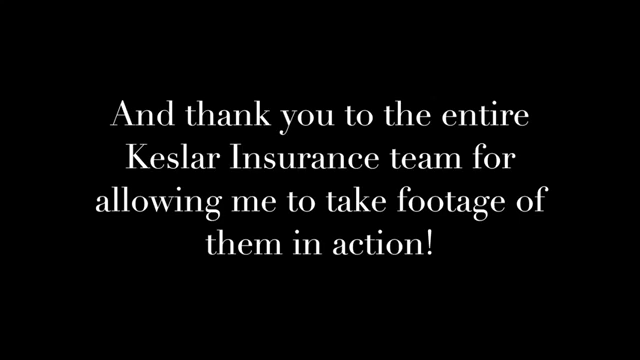 And thank you to the entire
Keslar Insurance team for
allowing me to take footage of
them in action!